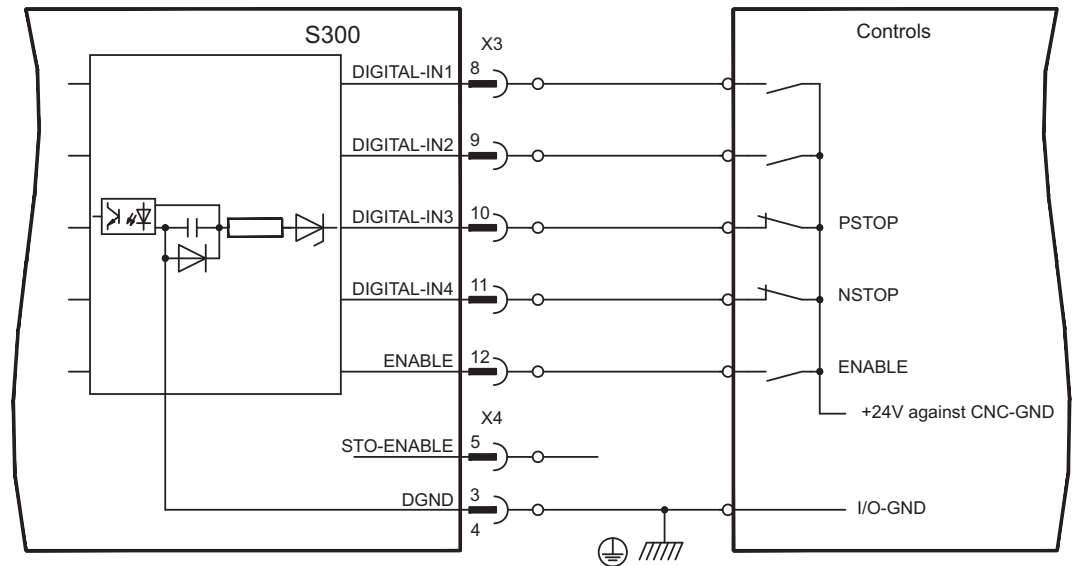 S300
X3
Controls
DIGITAL-IN1
8
DIGITAL-IN2
9
DIGITAL-IN3
10
PSTOP
DIGITAL-IN4
11
NSTOP
ENABLE
12
ENABLE
+24V against CNC-GND
X4
STO-ENABLE
5
DGND
3
I/O-GND
4